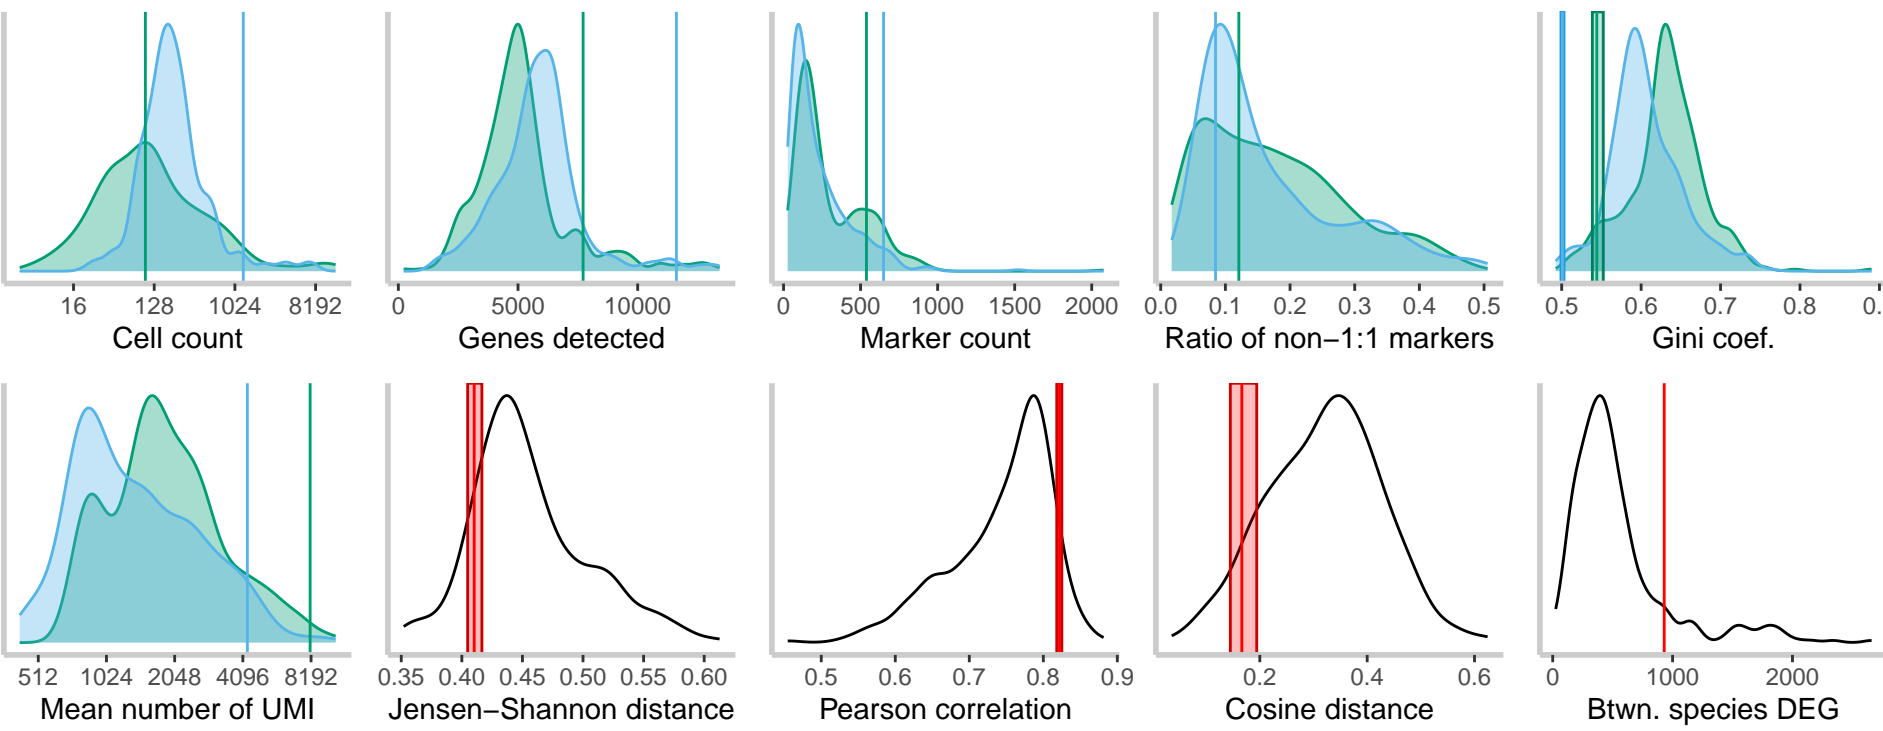 16 128 1024 8192
Cell count
0 5000 10000
Genes detected
0 500 1000 1500 2000
Marker count
0.0 0.1 0.2 0.3 0.4 0.5
Ratio of non−1:1 markers
0.5 0.6 0.7 0.8 0.
Gini coef.
512 1024 2048 4096 8192
Mean number of UMI
0.35 0.40 0.45 0.50 0.55 0.60
Jensen−Shannon distance
0.5 0.6 0.7 0.8 0.9
Pearson correlation
0.2 0.4 0.6
Cosine distance
0 1000 2000
Btwn. species DEG